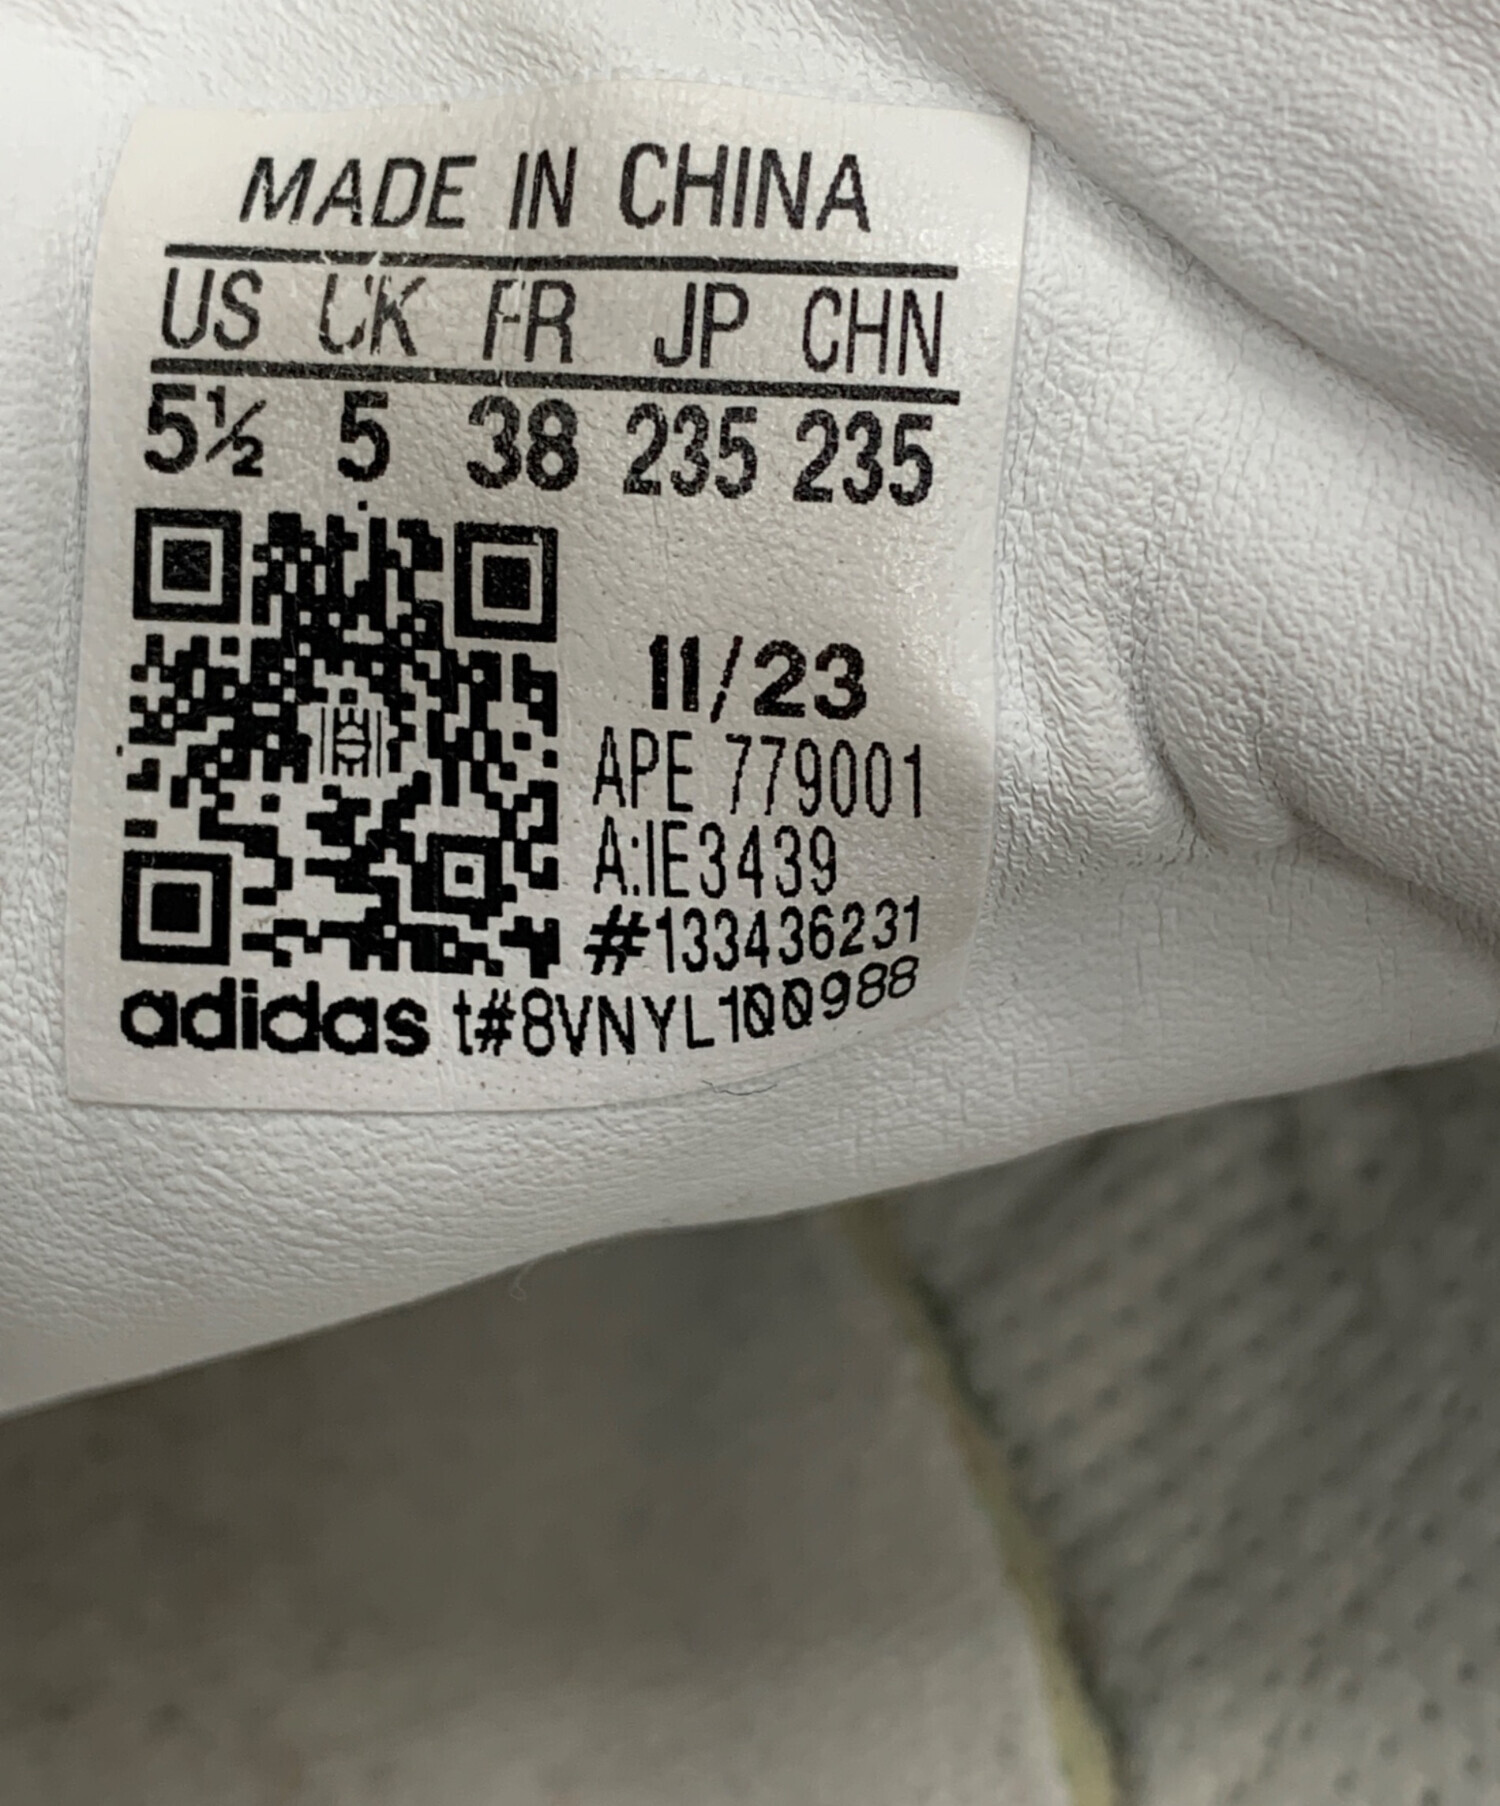 MADE IN CHINA
US UK FR JP CHN
5½ 5 38 235 235
11/23
APE 779001
A:IE3439
#133436231
adidas t#8VNYL100988